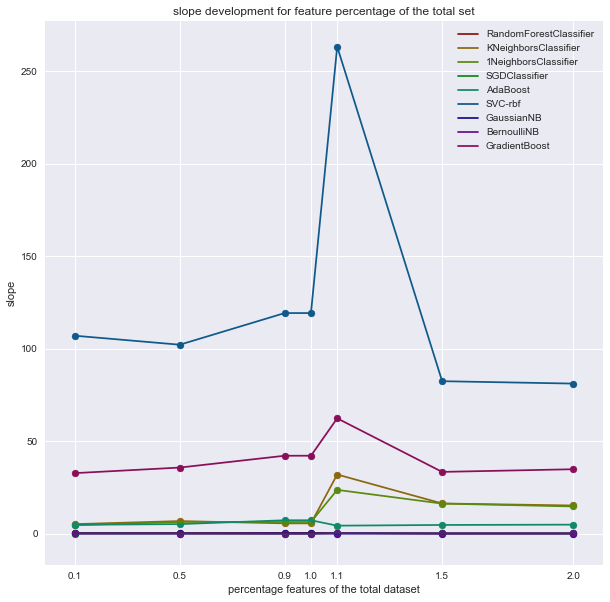 slope development for feature percentage of the total set
RandomForestClassifier
KNeighborsClassifier
1NeighborsClassifier
SGDClassifier
AdaBoost
SVC-rbf
GaussianNB
BernoulliNB
GradientBoost
250
200
150
100
50
0
slope
0.1 0.5 0.9 1.0 1.1 1.5 2.0
percentage features of the total dataset